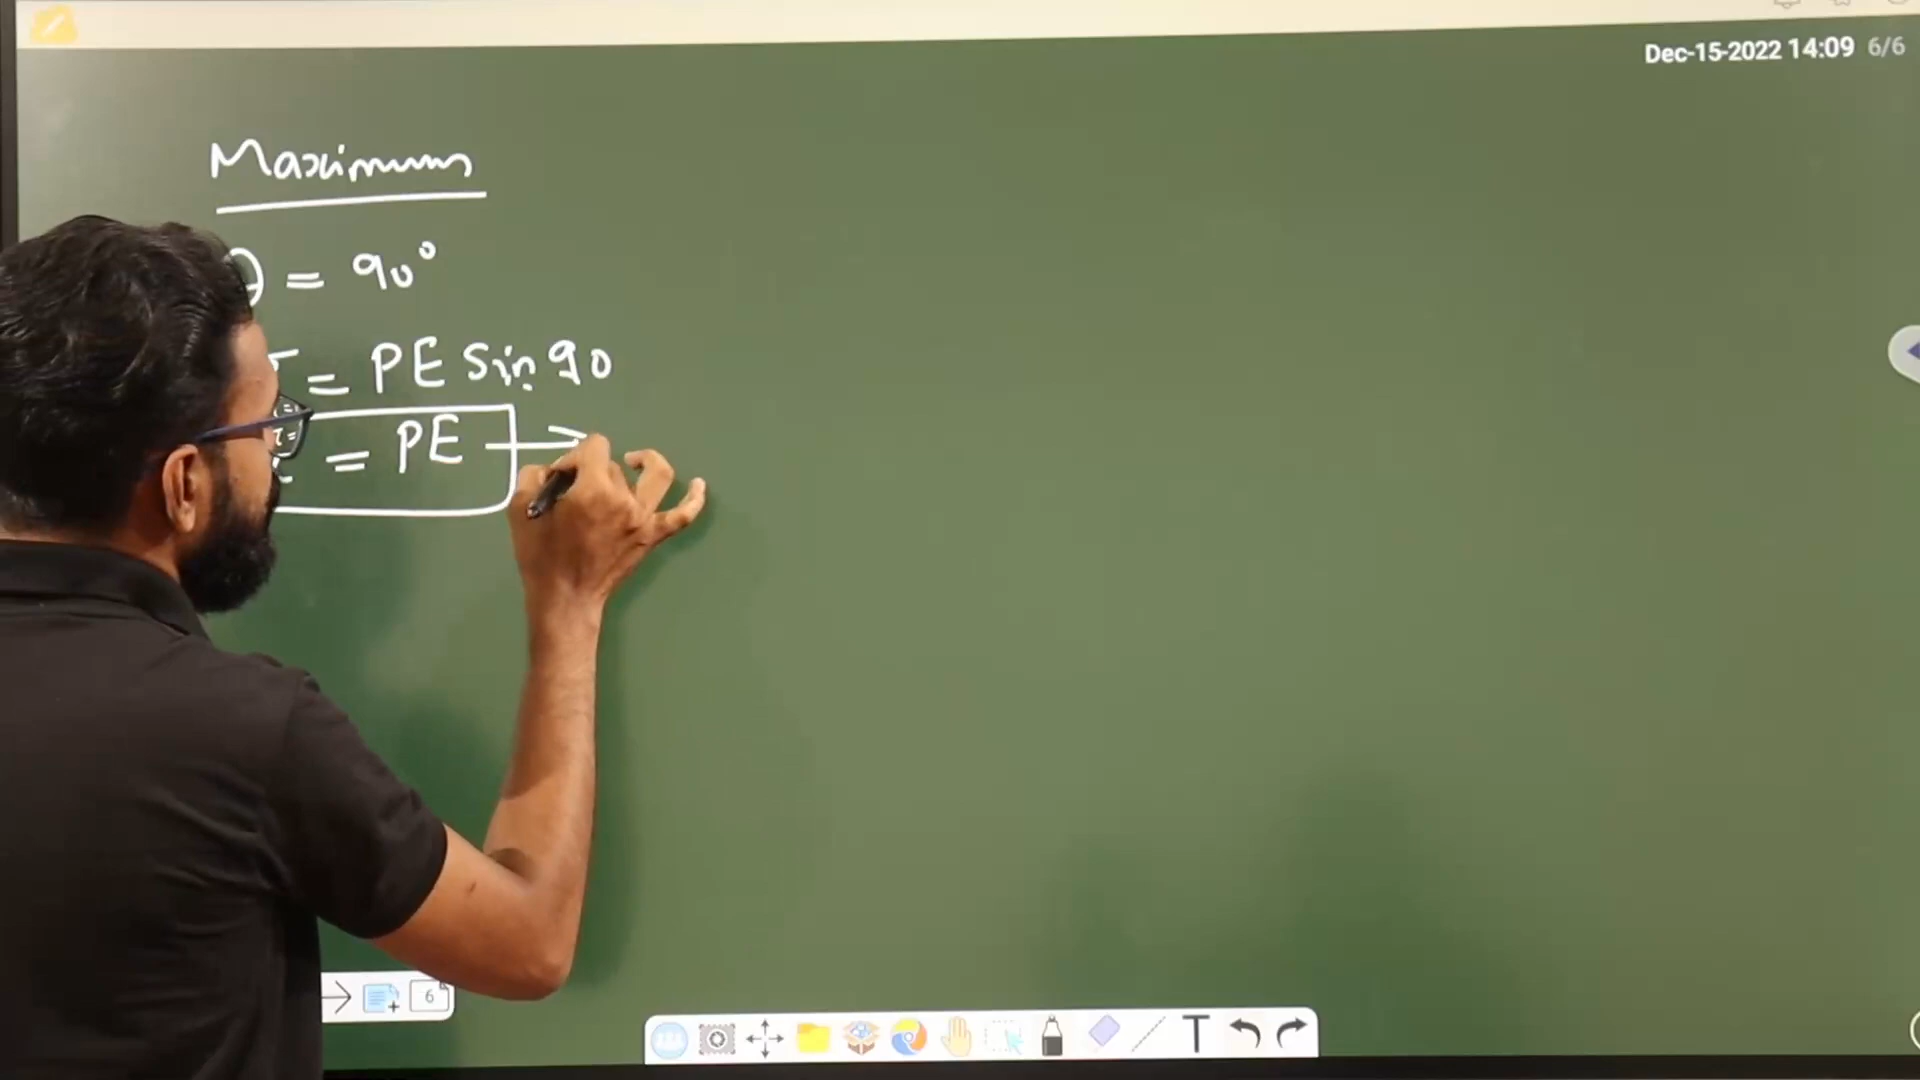 Dec-15-2022 14:09 6/6
Maximum
θ = 90°
τ = PE Sin 90
τ = PE →
6
T